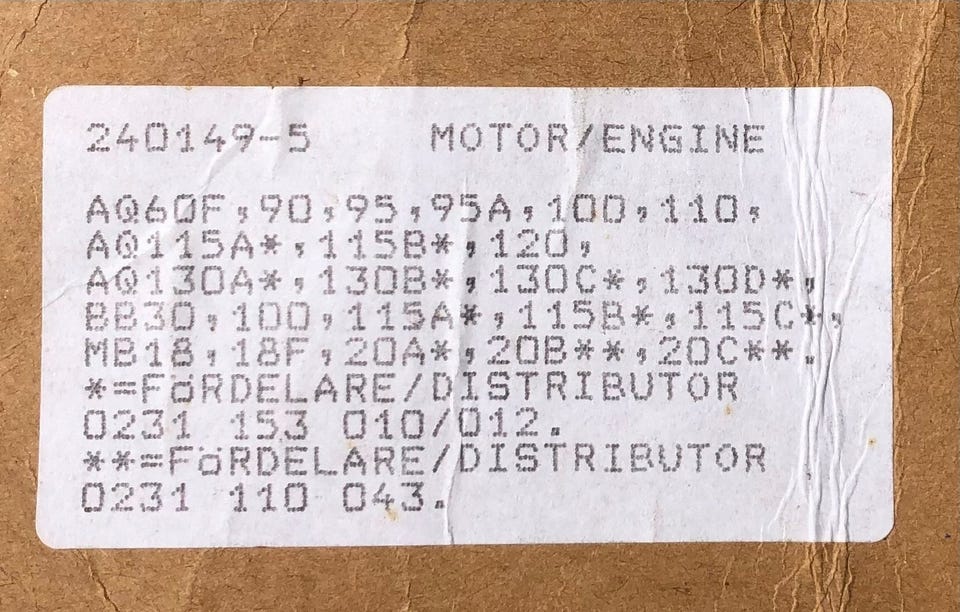 240149-5 MOTOR/ENGINE
AQ60F,90,95,95A,100,110,
AQ115A*,115B*,120,
AQ130A*,130B*,130C*,130D*,
BB30,100,115A*,115B*,115C*,
MB18,18F,20A*,20B**,20C**.
*=FöRDELARE/DISTRIBUTOR
0231 153 010/012.
**=FöRDELARE/DISTRIBUTOR
0231 110 043.